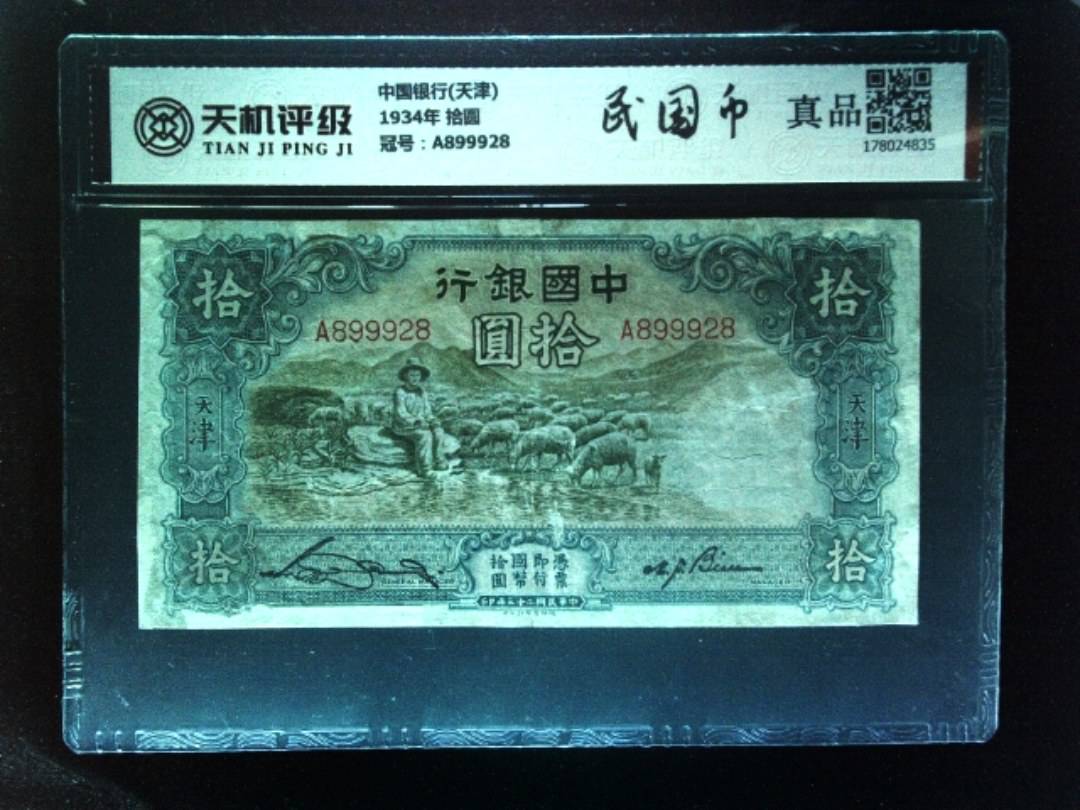 天机评级
TIAN JI PING JI
中国银行(天津)
1934年 拾圆
冠号：A899928
民国币
真品
178024835
拾
行銀國中
拾
A899928
圓拾
A899928
天津
天津
拾
拾國即憑
圓幣付票
拾